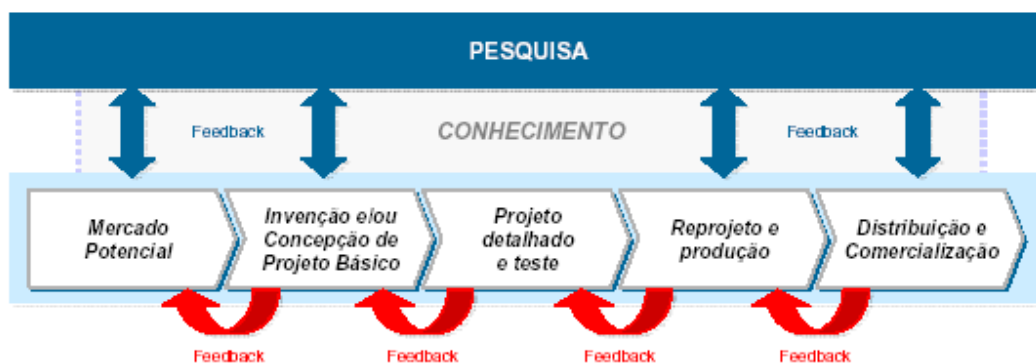 PESQUISA
Feedback
CONHECIMENTO
Feedback
Mercado
Potencial
Invenção e/ou
Concepção de
Projeto Básico
Projeto
detalhado
e teste
Reprojeto e
produção
Distribuição e
Comercialização
Feedback
Feedback
Feedback
Feedback